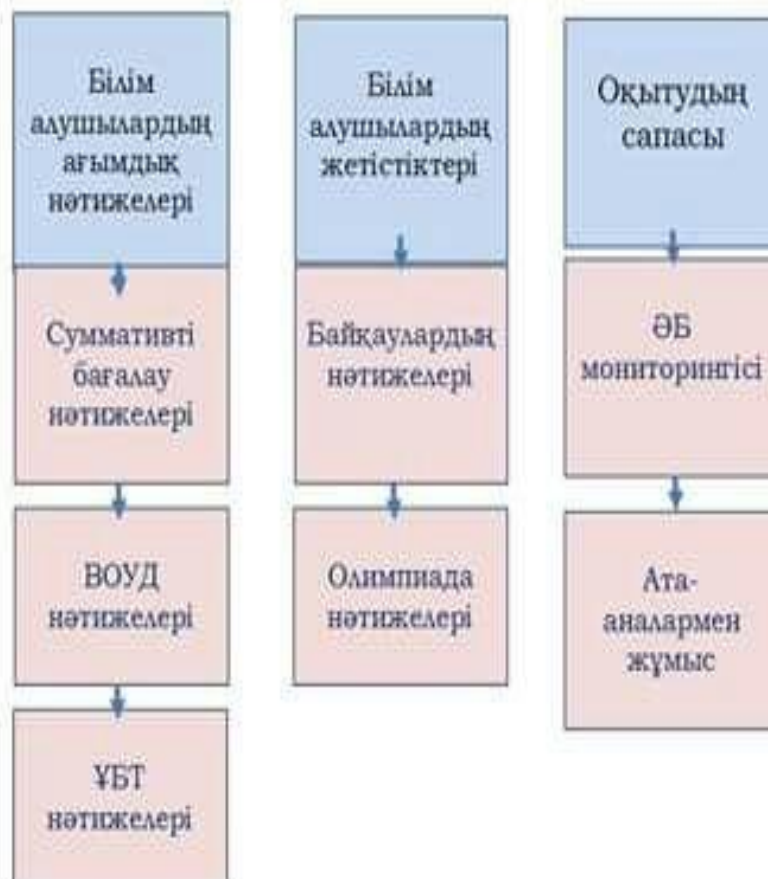 Білім
алушылардың
ағымдық
нәтижелері
Суммативті
бағалау
нәтижелері
ВОУД
нәтижелері
ҰБТ
нәтижелері
Білім
алушылардың
жетістіктері
Байқаулардың
нәтижелері
Олимпиада
нәтижелері
Оқытудың
сапасы
ӘБ
мониторингісі
Ата-
аналармен
жұмыс